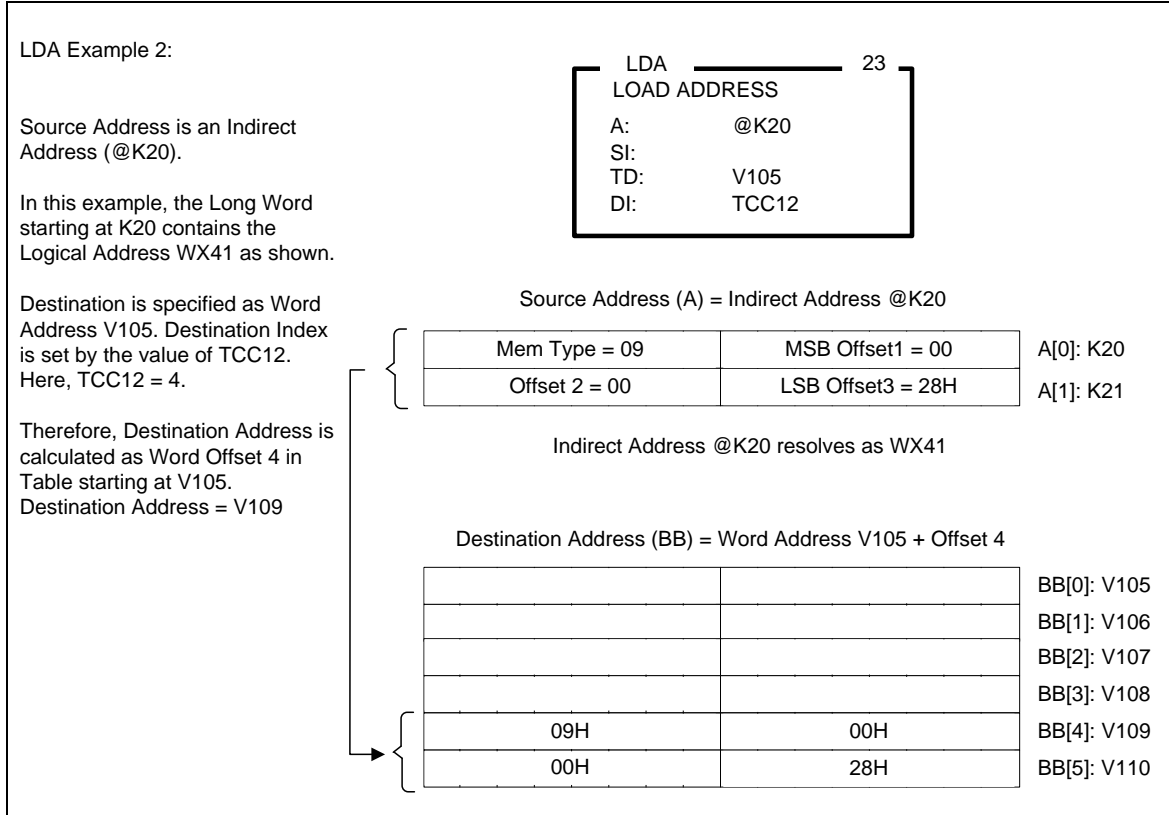 LDA Example 2:
Source Address is an Indirect
Address (@K20).
In this example, the Long Word
starting at K20 contains the
Logical Address WX41 as shown.
Destination is specified as Word
Address V105. Destination Index
is set by the value of TCC12.
Here, TCC12 = 4.
Therefore, Destination Address is
calculated as Word Offset 4 in
Table starting at V105.
Destination Address = V109
LDA 23
LOAD ADDRESS
A: @K20
SI:
TD: V105
DI: TCC12
Source Address (A) = Indirect Address @K20
Mem Type = 09 MSB Offset1 = 00 A[0]: K20
Offset 2 = 00 LSB Offset3 = 28H A[1]: K21
Indirect Address @K20 resolves as WX41
Destination Address (BB) = Word Address V105 + Offset 4
BB[0]: V105
BB[1]: V106
BB[2]: V107
BB[3]: V108
09H 00H BB[4]: V109
00H 28H BB[5]: V110